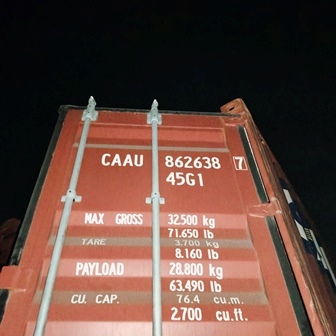 CAAU 862638 7
45G1
MAX GROSS 32.500 kg
71.650 lb
TARE 3.700 kg
8.160 lb
PAYLOAD 28.800 kg
63.490 lb
CU. CAP. 76.4 cu.m.
2.700 cu.ft.